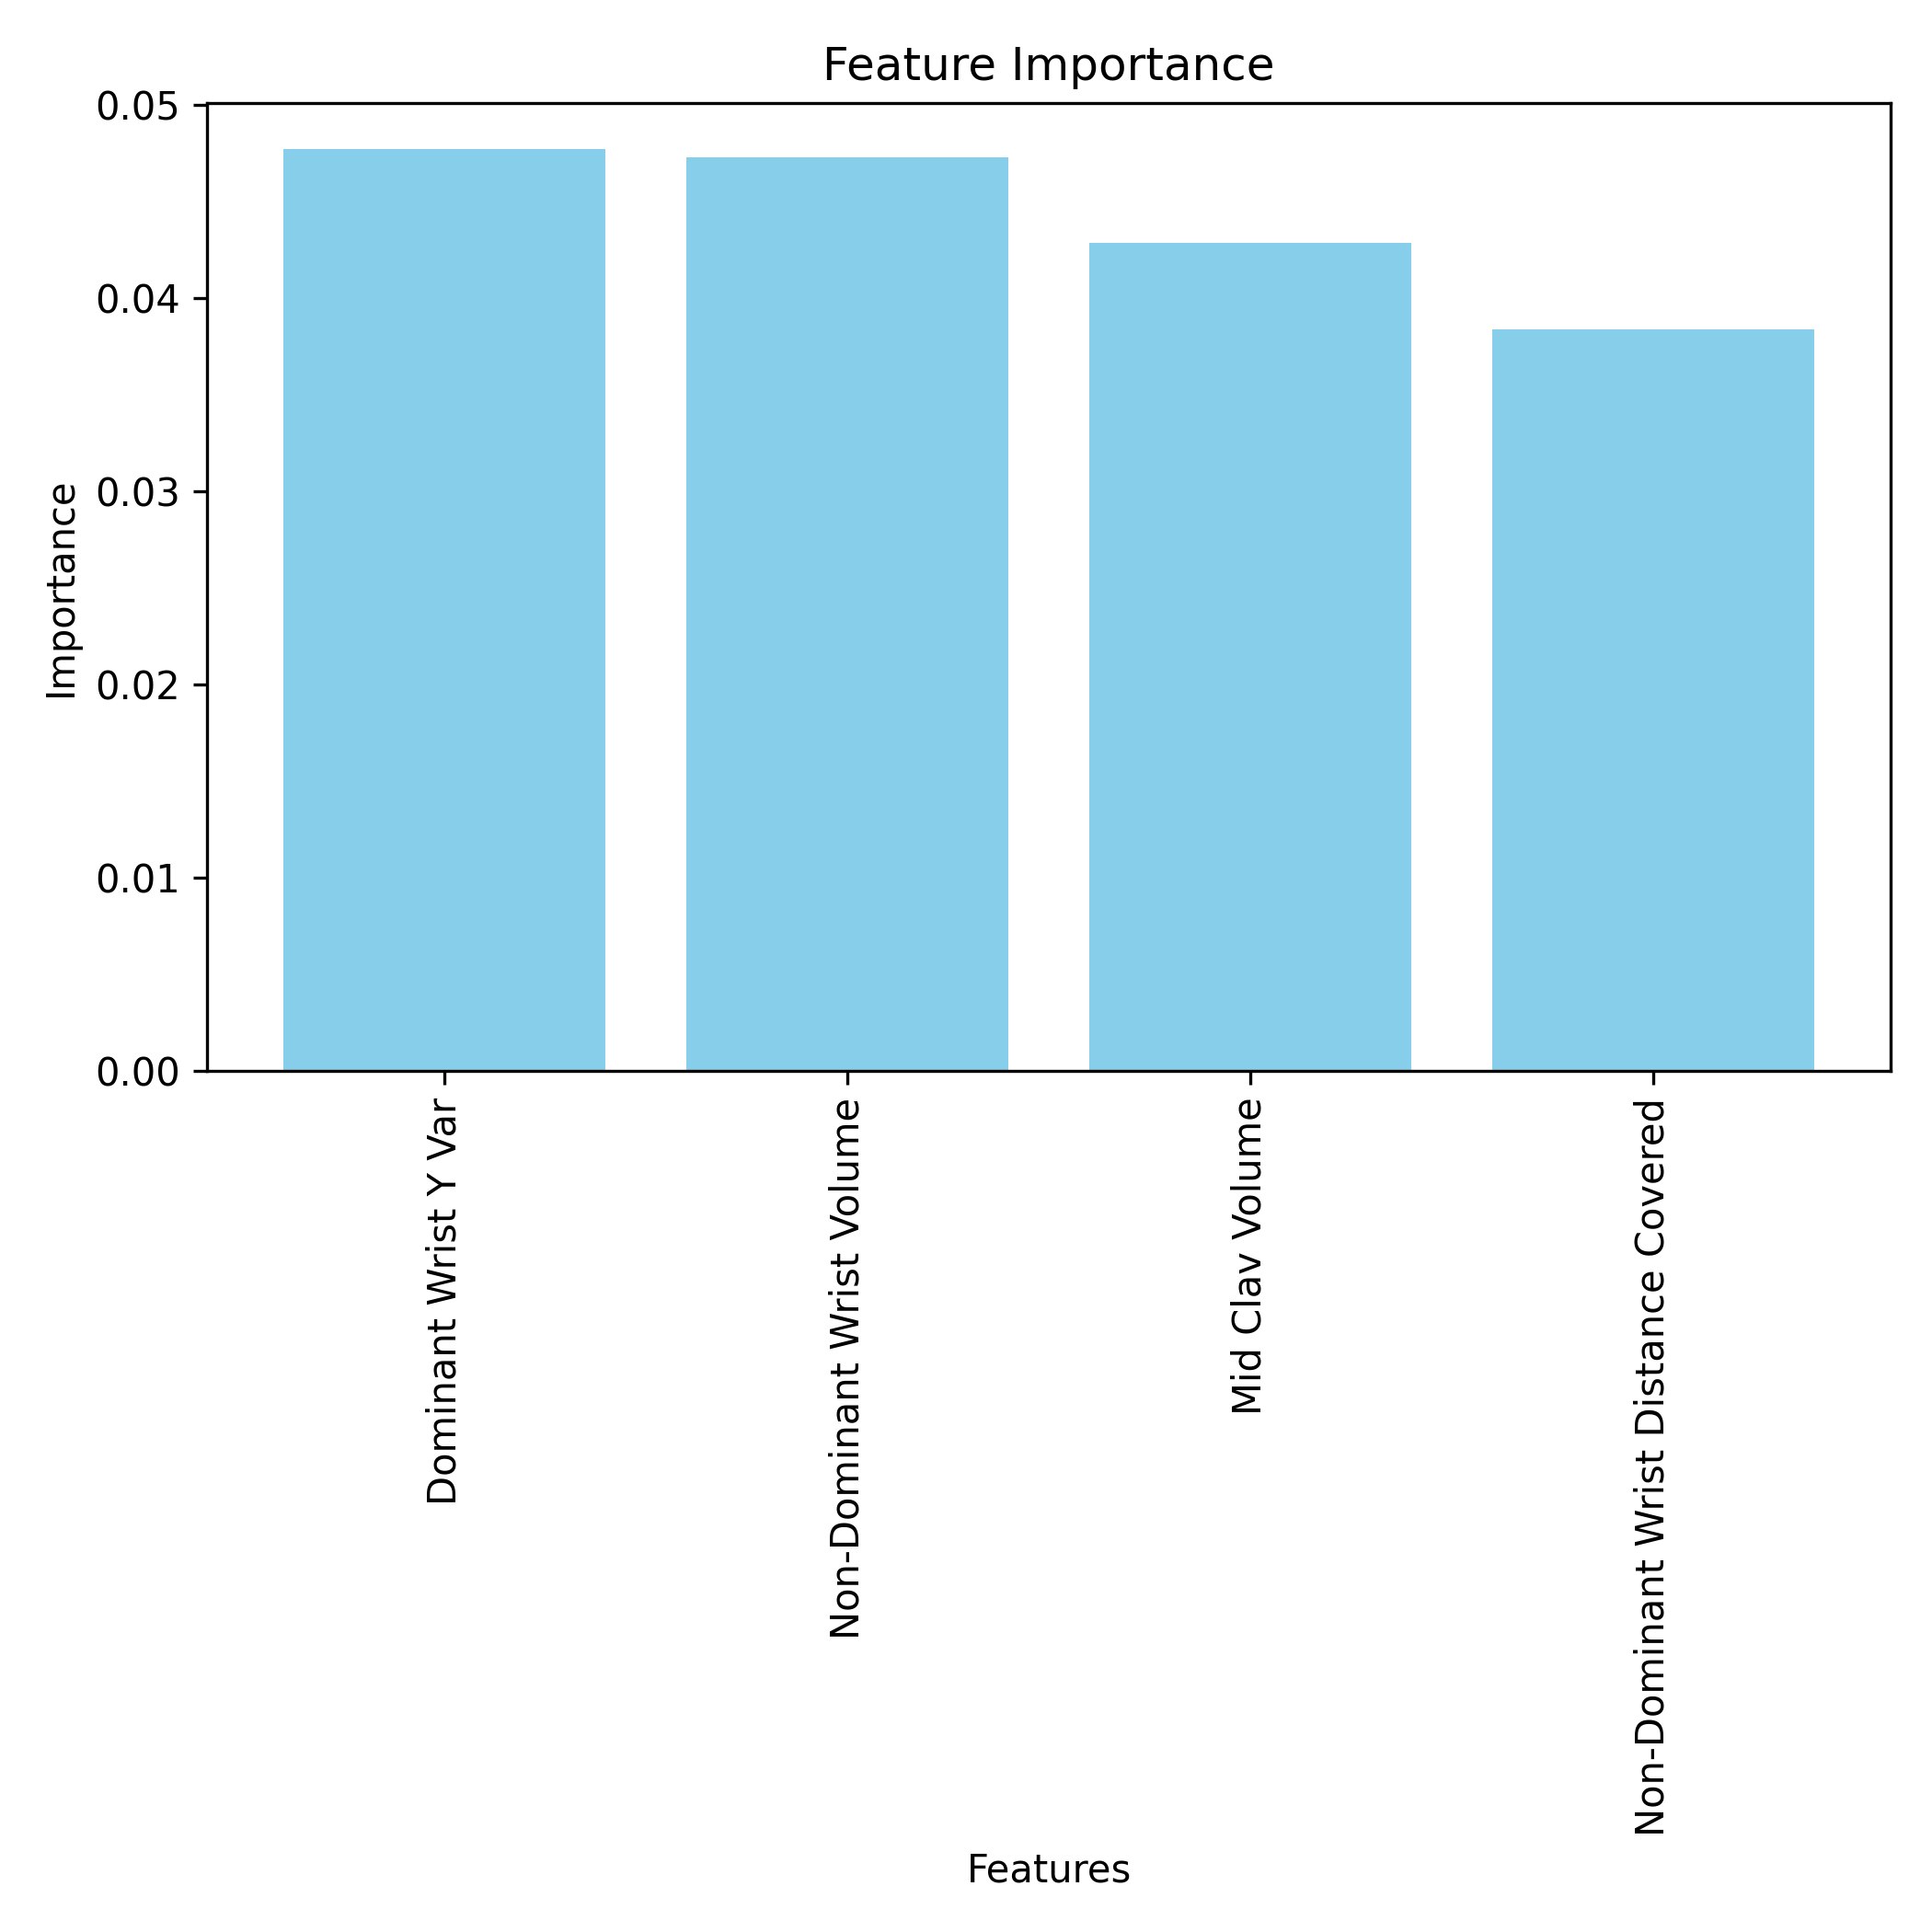 Feature Importance
Importance
0.05
0.04
0.03
0.02
0.01
0.00
Dominant Wrist Y Var
Non-Dominant Wrist Volume
Mid Clav Volume
Non-Dominant Wrist Distance Covered
Features